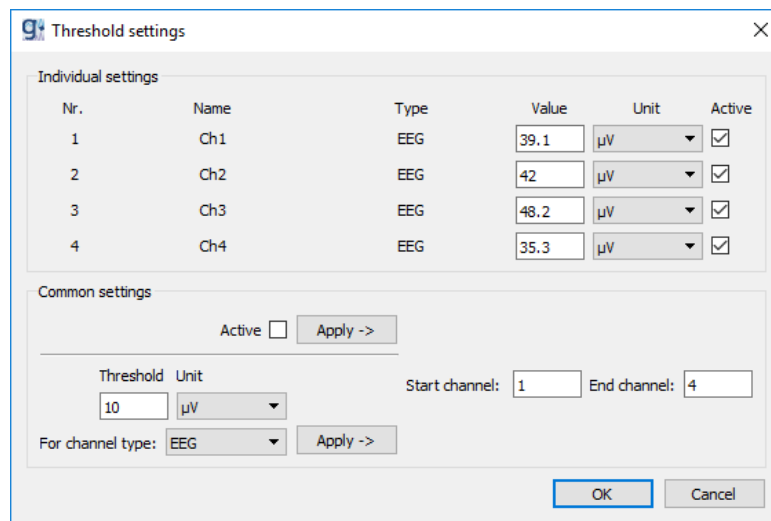 g Threshold settings
Individual settings
Nr. Name Type Value Unit Active
1 Ch1 EEG 39.1 µV
2 Ch2 EEG 42 µV
3 Ch3 EEG 48.2 µV
4 Ch4 EEG 35.3 µV
Common settings
Active Apply ->
Threshold Unit
Start channel: 1 End channel: 4
10 µV
For channel type: EEG Apply ->
OK Cancel